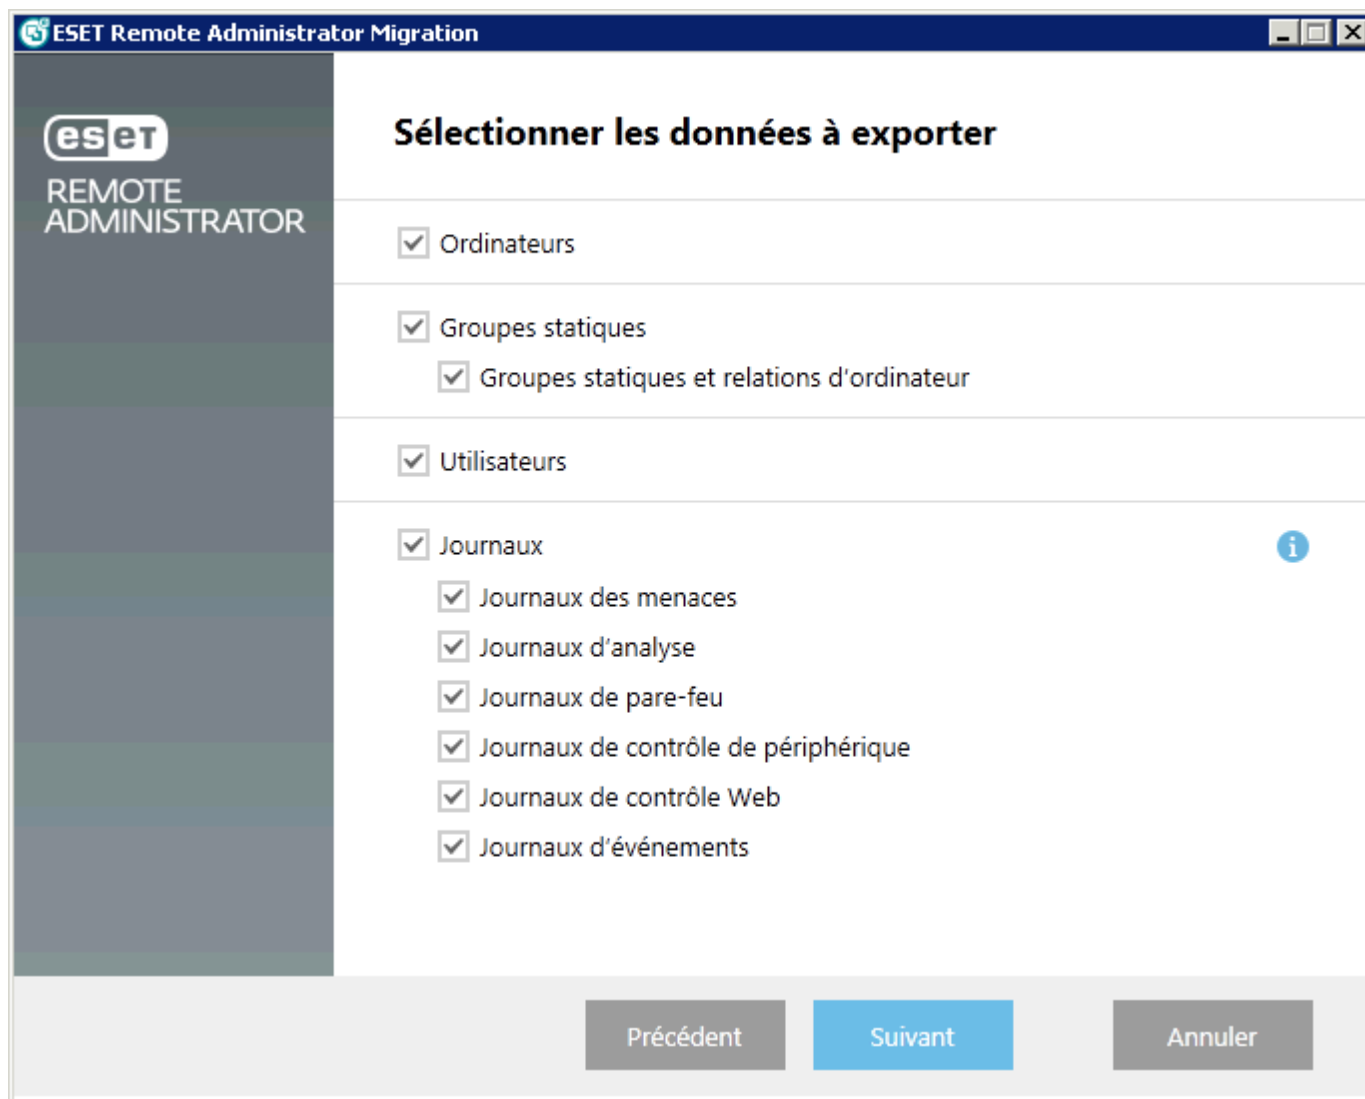 ESET Remote Administrator Migration
eset
REMOTE
ADMINISTRATOR
Sélectionner les données à exporter
Ordinateurs
Groupes statiques
Groupes statiques et relations d'ordinateur
Utilisateurs
Journaux
Journaux des menaces
Journaux d'analyse
Journaux de pare-feu
Journaux de contrôle de périphérique
Journaux de contrôle Web
Journaux d'événements
Précédent
Suivant
Annuler